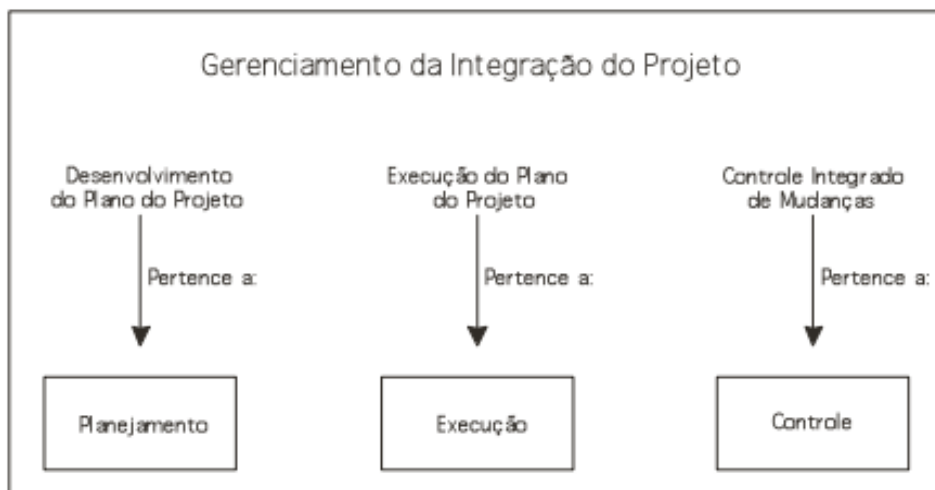 Gerenciamento da Integração do Projeto
Desenvolvimento
do Plano do Projeto
Execução do Plano
do Projeto
Controle Integrado
de Mudanças
Pertence a:
Pertence a:
Pertence a:
Planejamento
Execução
Controle